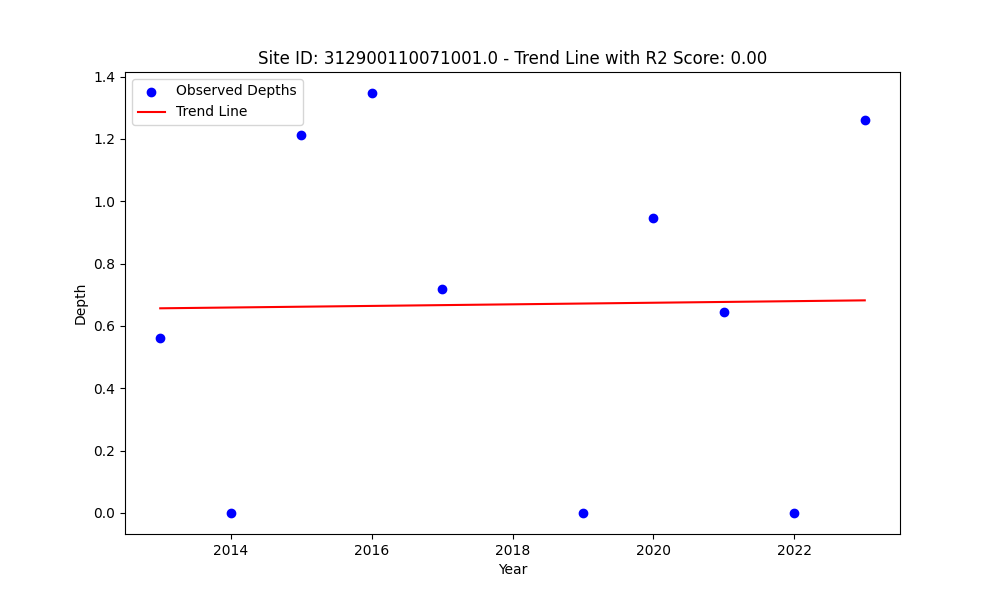 Site ID: 312900110071001.0 - Trend Line with R2 Score: 0.00
Observed Depths
Trend Line
1.4
1.2
1.0
0.8
0.6
0.4
0.2
0.0
Depth
2014
2016
2018
2020
2022
Year